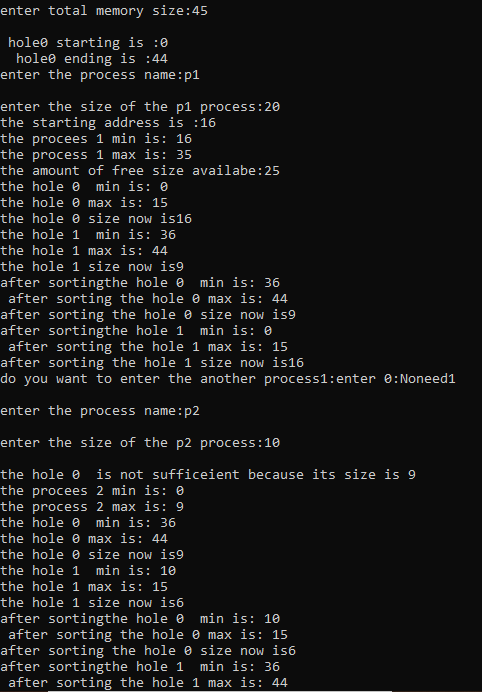 enter total memory size:45
hole0 starting is :0
hole0 ending is :44
enter the process name:p1
enter the size of the p1 process:20
the starting address is :16
the procees 1 min is: 16
the process 1 max is: 35
the amount of free size availabe:25
the hole 0  min is: 0
the hole 0 max is: 15
the hole 0 size now is16
the hole 1  min is: 36
the hole 1 max is: 44
the hole 1 size now is9
after sortingthe hole 0  min is: 36
after sorting the hole 0 max is: 44
after sorting the hole 0 size now is9
after sortingthe hole 1  min is: 0
after sorting the hole 1 max is: 15
after sorting the hole 1 size now is16
do you want to enter the another process1:enter 0:Noneed1
enter the process name:p2
enter the size of the p2 process:10
the hole 0  is not sufficeient because its size is 9
the procees 2 min is: 0
the process 2 max is: 9
the hole 0  min is: 36
the hole 0 max is: 44
the hole 0 size now is9
the hole 1  min is: 10
the hole 1 max is: 15
the hole 1 size now is6
after sortingthe hole 0  min is: 10
after sorting the hole 0 max is: 15
after sorting the hole 0 size now is6
after sortingthe hole 1  min is: 36
after sorting the hole 1 max is: 44